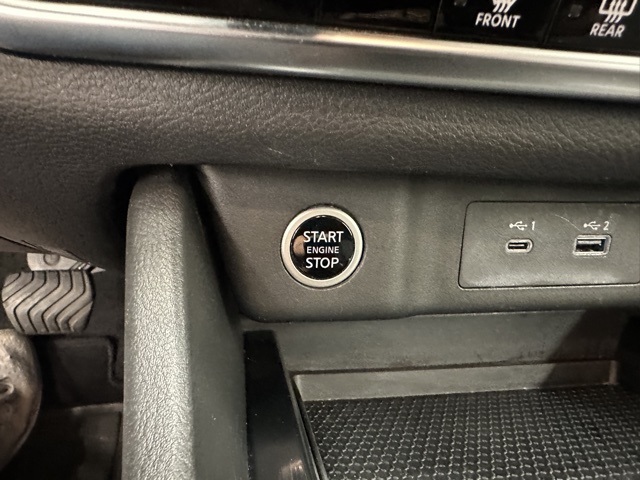 FRONT
REAR
START
ENGINE
STOP
1
2